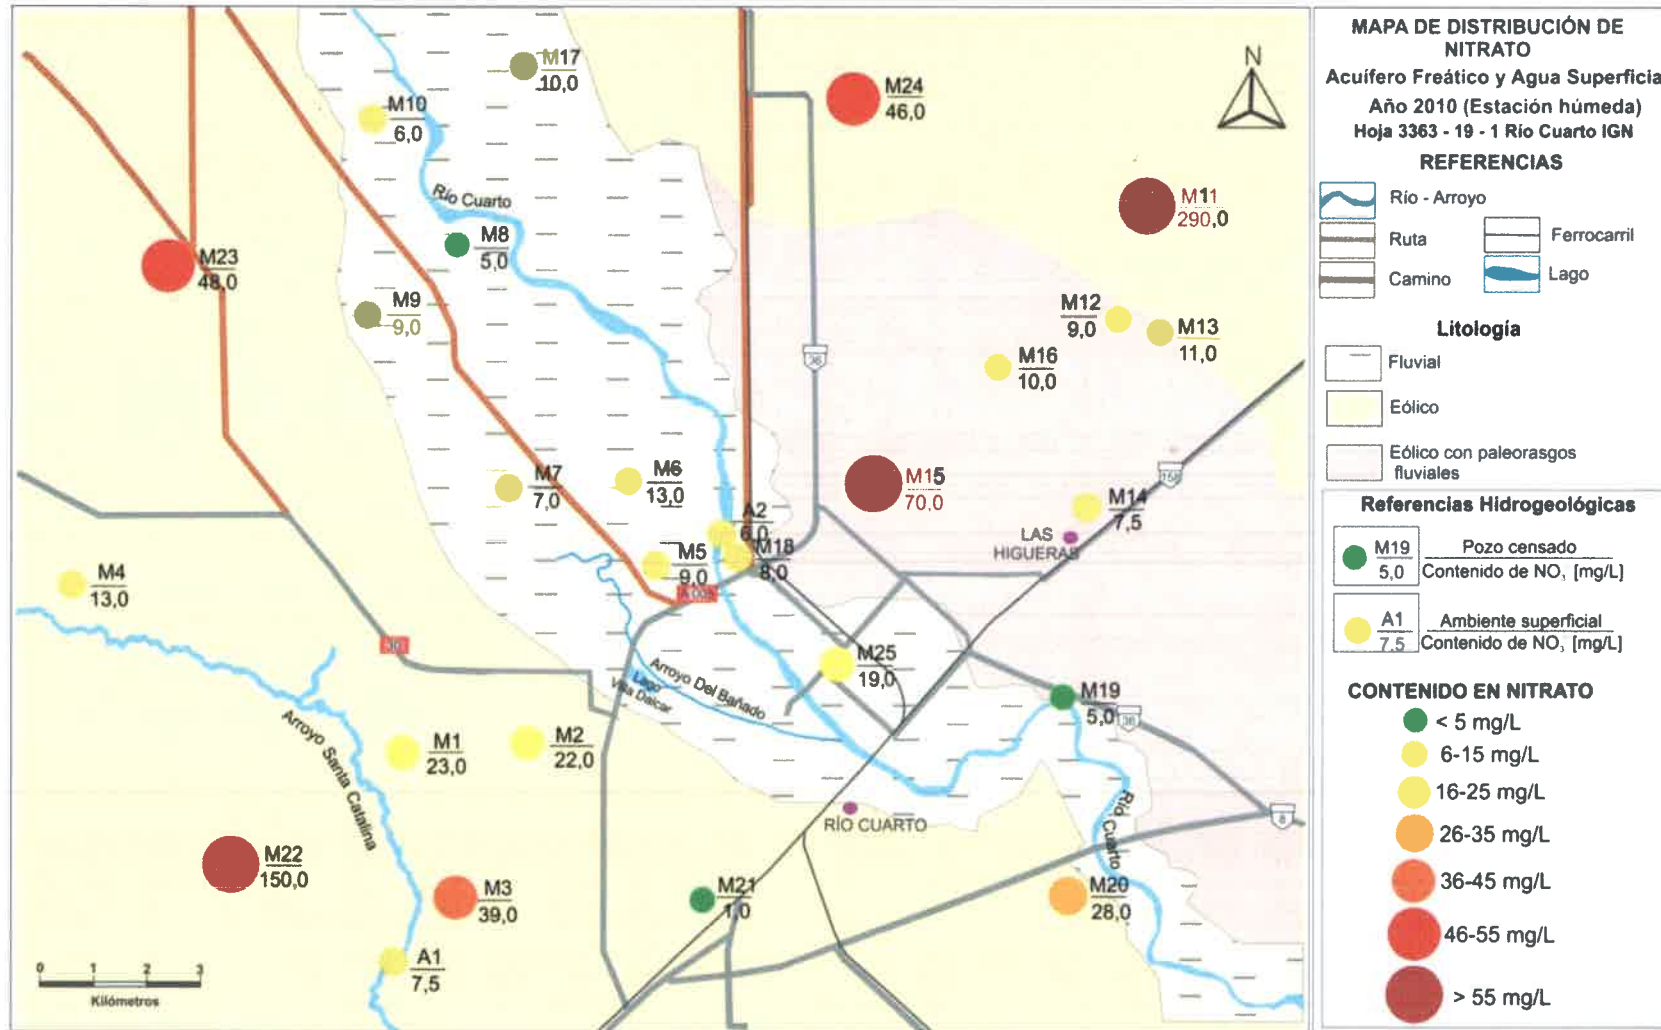 M17
10,0
M10
6,0
M24
46,0
Río Cuarto
M11
290,0
M8
5,0
M23
48,0
M9
9,0
M12
9,0
M13
11,0
36
M16
10,0
M7
7,0
M6
13,0
M15
70,0
158
M14
7,5
A2
6,0
LAS
HIGUERAS
M18
8,0
M5
9,0
M4
13,0
Arroyo Del Bañado
Lago
Villa Dalcar
M25
19,0
M19
5,0
36
Arroyo Santa Catalina
M1
23,0
M2
22,0
Río Cuarto
8
RÍO CUARTO
M22
150,0
M3
39,0
M21
1,0
M20
28,0
A1
7,5
0 1 2 3
Kilómetros
N
MAPA DE DISTRIBUCIÓN DE
NITRATO
Acuífero Freático y Agua Superficia
Año 2010 (Estación húmeda)
Hoja 3363 - 19 - 1 Río Cuarto IGN
REFERENCIAS
Río - Arroyo
Ruta
Ferrocarril
Camino
Lago
Litología
Fluvial
Eólico
Eólico con paleorasgos
fluviales
Referencias Hidrogeológicas
M19 Pozo censado
5,0 Contenido de NO3 [mg/L]
A1 Ambiente superficial
7,5 Contenido de NO3 [mg/L]
CONTENIDO EN NITRATO
< 5 mg/L
6-15 mg/L
16-25 mg/L
26-35 mg/L
36-45 mg/L
46-55 mg/L
> 55 mg/L